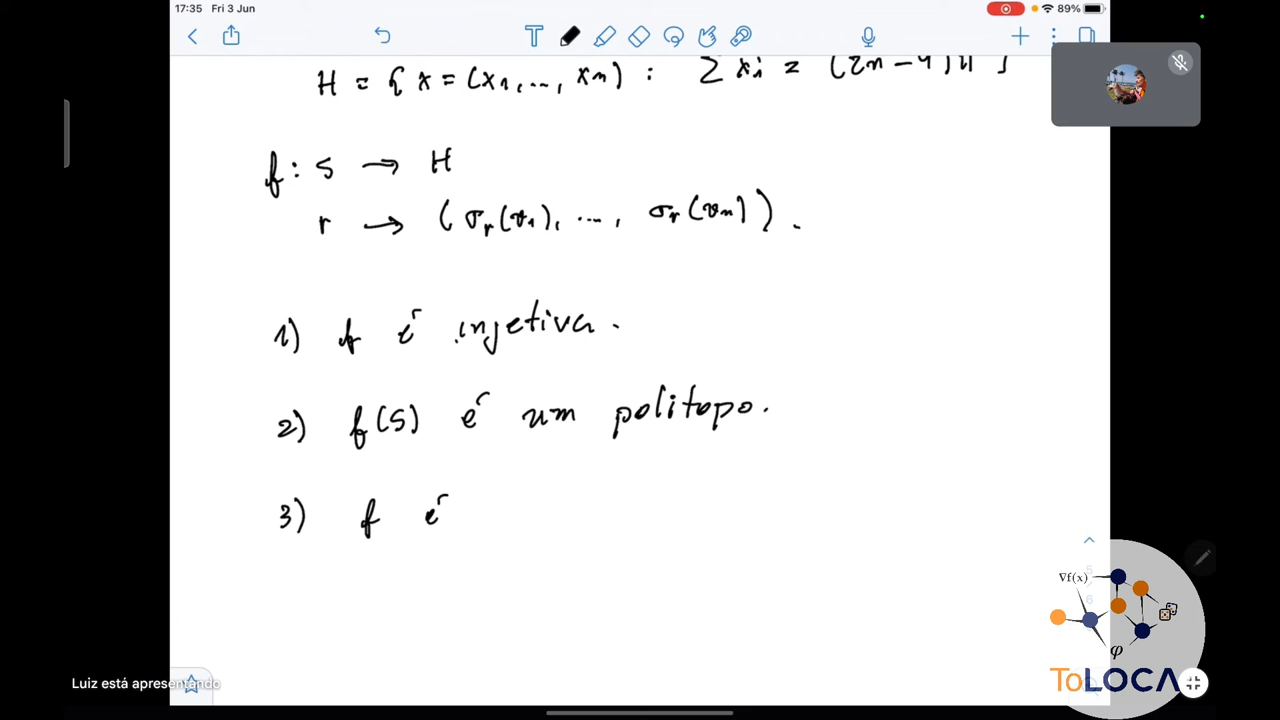 17:35 Fri 3 Jun
89%
H = { x = (x₁, ..., xₙ) : Σ xᵢ = (2n - 4)π }
f : S → H
r → (σᵣ(v₁), ..., σᵣ(vₙ)).
1) f é injetiva.
2) f(S) é um politopo.
3) f é
∇f(x)
φ
ToLOCA
Luiz está apresentando